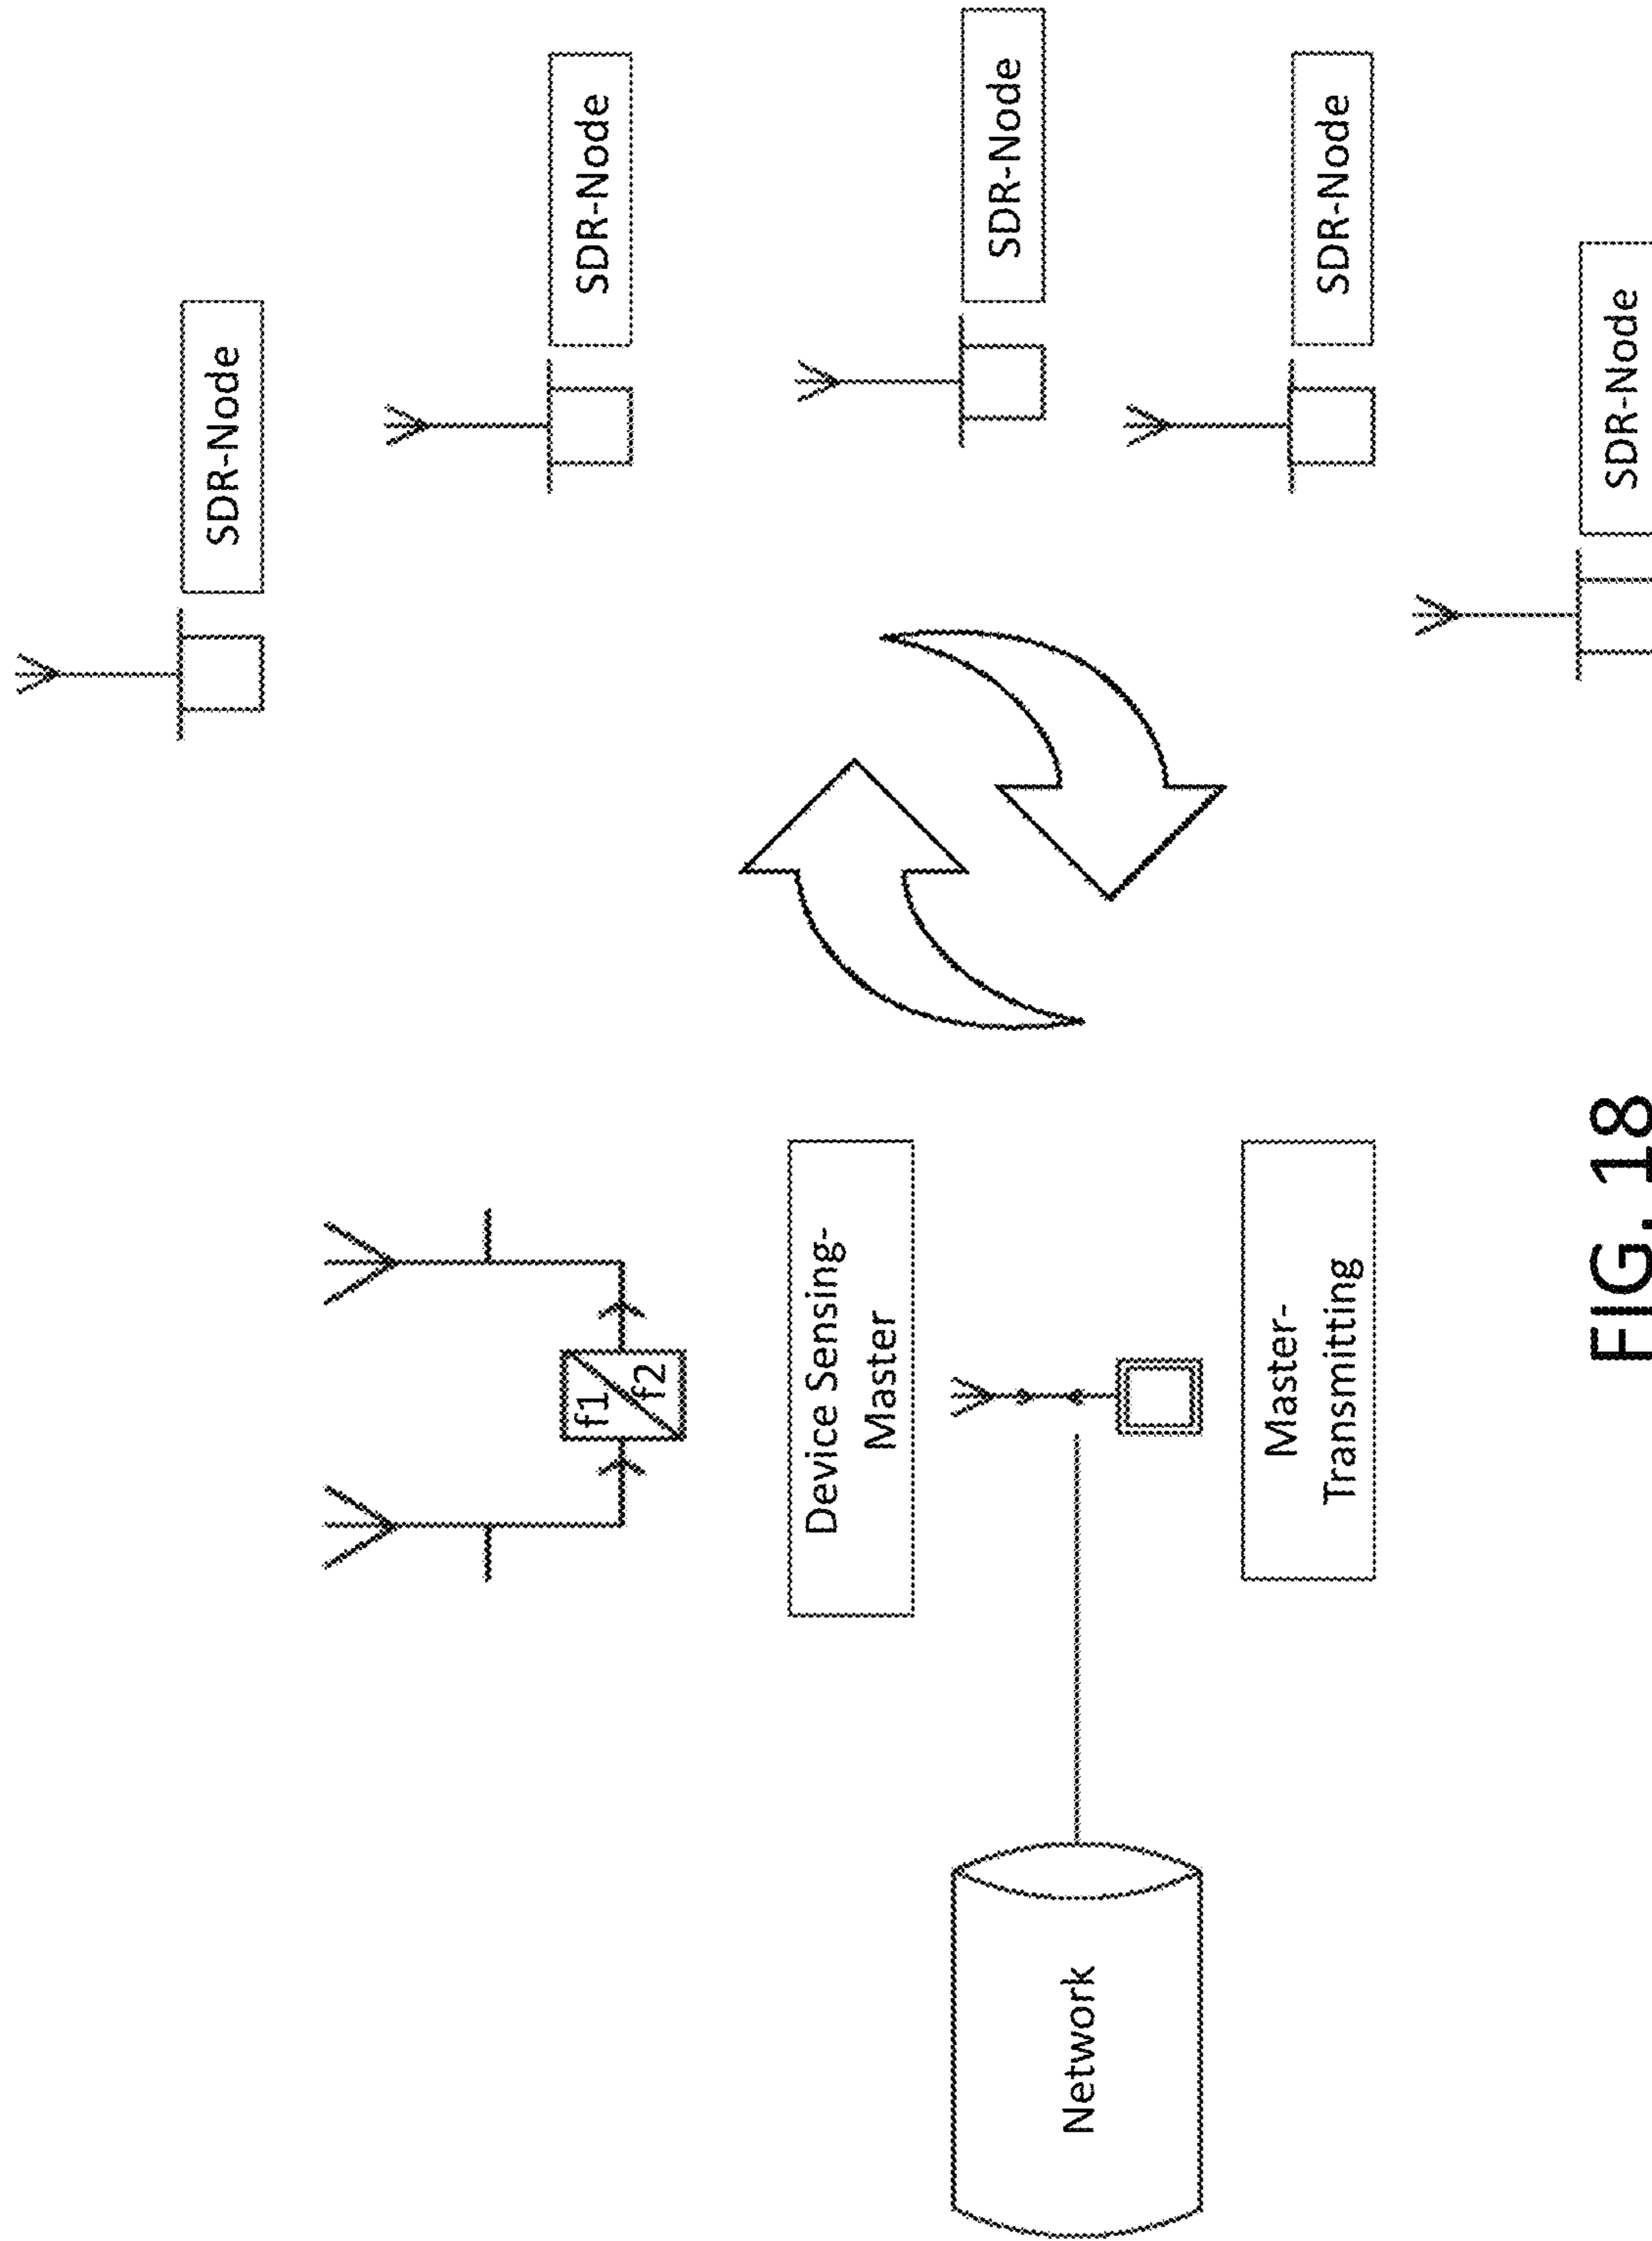 SDR-Node
SDR-Node
SDR-Node
SDR-Node
SDR-Node
f1
f2
Device Sensing-
Master
Master-
Transmitting
Network
FIG. 18